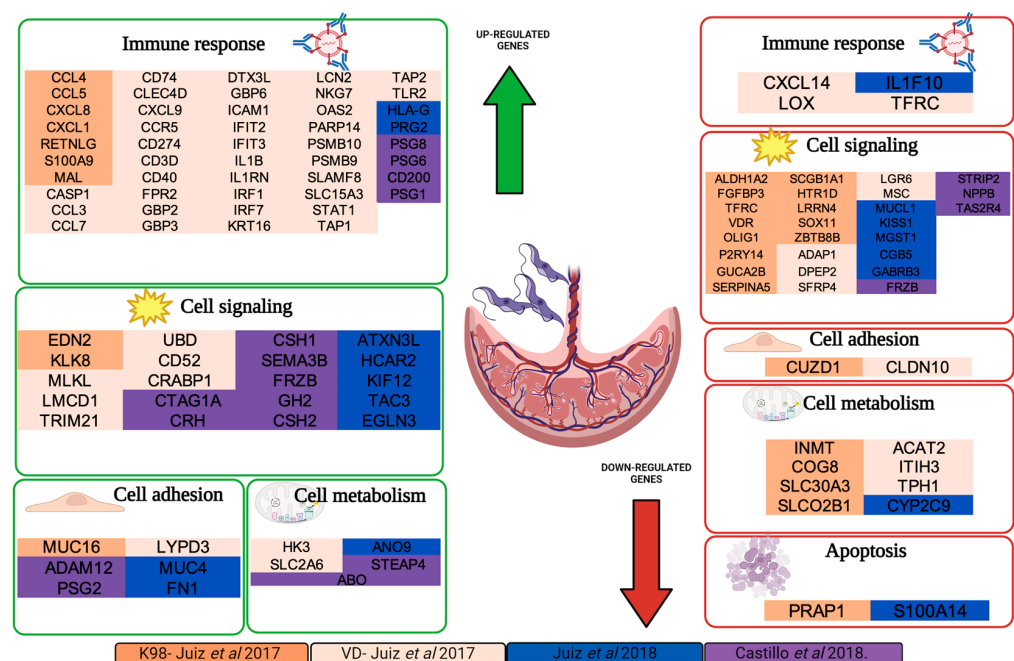 Immune response
CCL4 CD74 DTX3L LCN2 TAP2
CCL5 CLEC4D GBP6 NKG7 TLR2
CXCL8 CXCL9 ICAM1 OAS2 HLA-G
CXCL1 CCR5 IFIT2 PARP14 PRG2
RETNLG CD274 IFIT3 PSMB10 PSG8
S100A9 CD3D IL1B PSMB9 PSG6
MAL CD40 IL1RN SLAMF8 CD200
CASP1 FPR2 IRF1 SLC15A3 PSG1
CCL3 GBP2 IRF7 STAT1
CCL7 GBP3 KRT16 TAP1
Cell signaling
EDN2 UBD CSH1 ATXN3L
KLK8 CD52 SEMA3B HCAR2
MLKL CRABP1 FRZB KIF12
LMCD1 CTAG1A GH2 TAC3
TRIM21 CRH CSH2 EGLN3
Cell adhesion
MUC16 LYPD3
ADAM12 MUC4
PSG2 FN1
Cell metabolism
HK3 ANO9
SLC2A6 STEAP4
ABO
UP-REGULATED
GENES
DOWN-REGULATED
GENES
Immune response
CXCL14 IL1F10
LOX TFRC
Cell signaling
ALDH1A2 SCGB1A1 LGR6 STRIP2
FGFBP3 HTR1D MSC NPPB
TFRC LRRN4 MUCL1 TAS2R4
VDR SOX11 KISS1
OLIG1 ZBTB8B MGST1
P2RY14 ADAP1 CGB5
GUCA2B DPEP2 GABRB3
SERPINA5 SFRP4 FRZB
Cell adhesion
CUZD1 CLDN10
Cell metabolism
INMT ACAT2
COG8 ITIH3
SLC30A3 TPH1
SLCO2B1 CYP2C9
Apoptosis
PRAP1 S100A14
K98- Juiz et al 2017 VD- Juiz et al 2017 Juiz et al 2018 Castillo et al 2018.